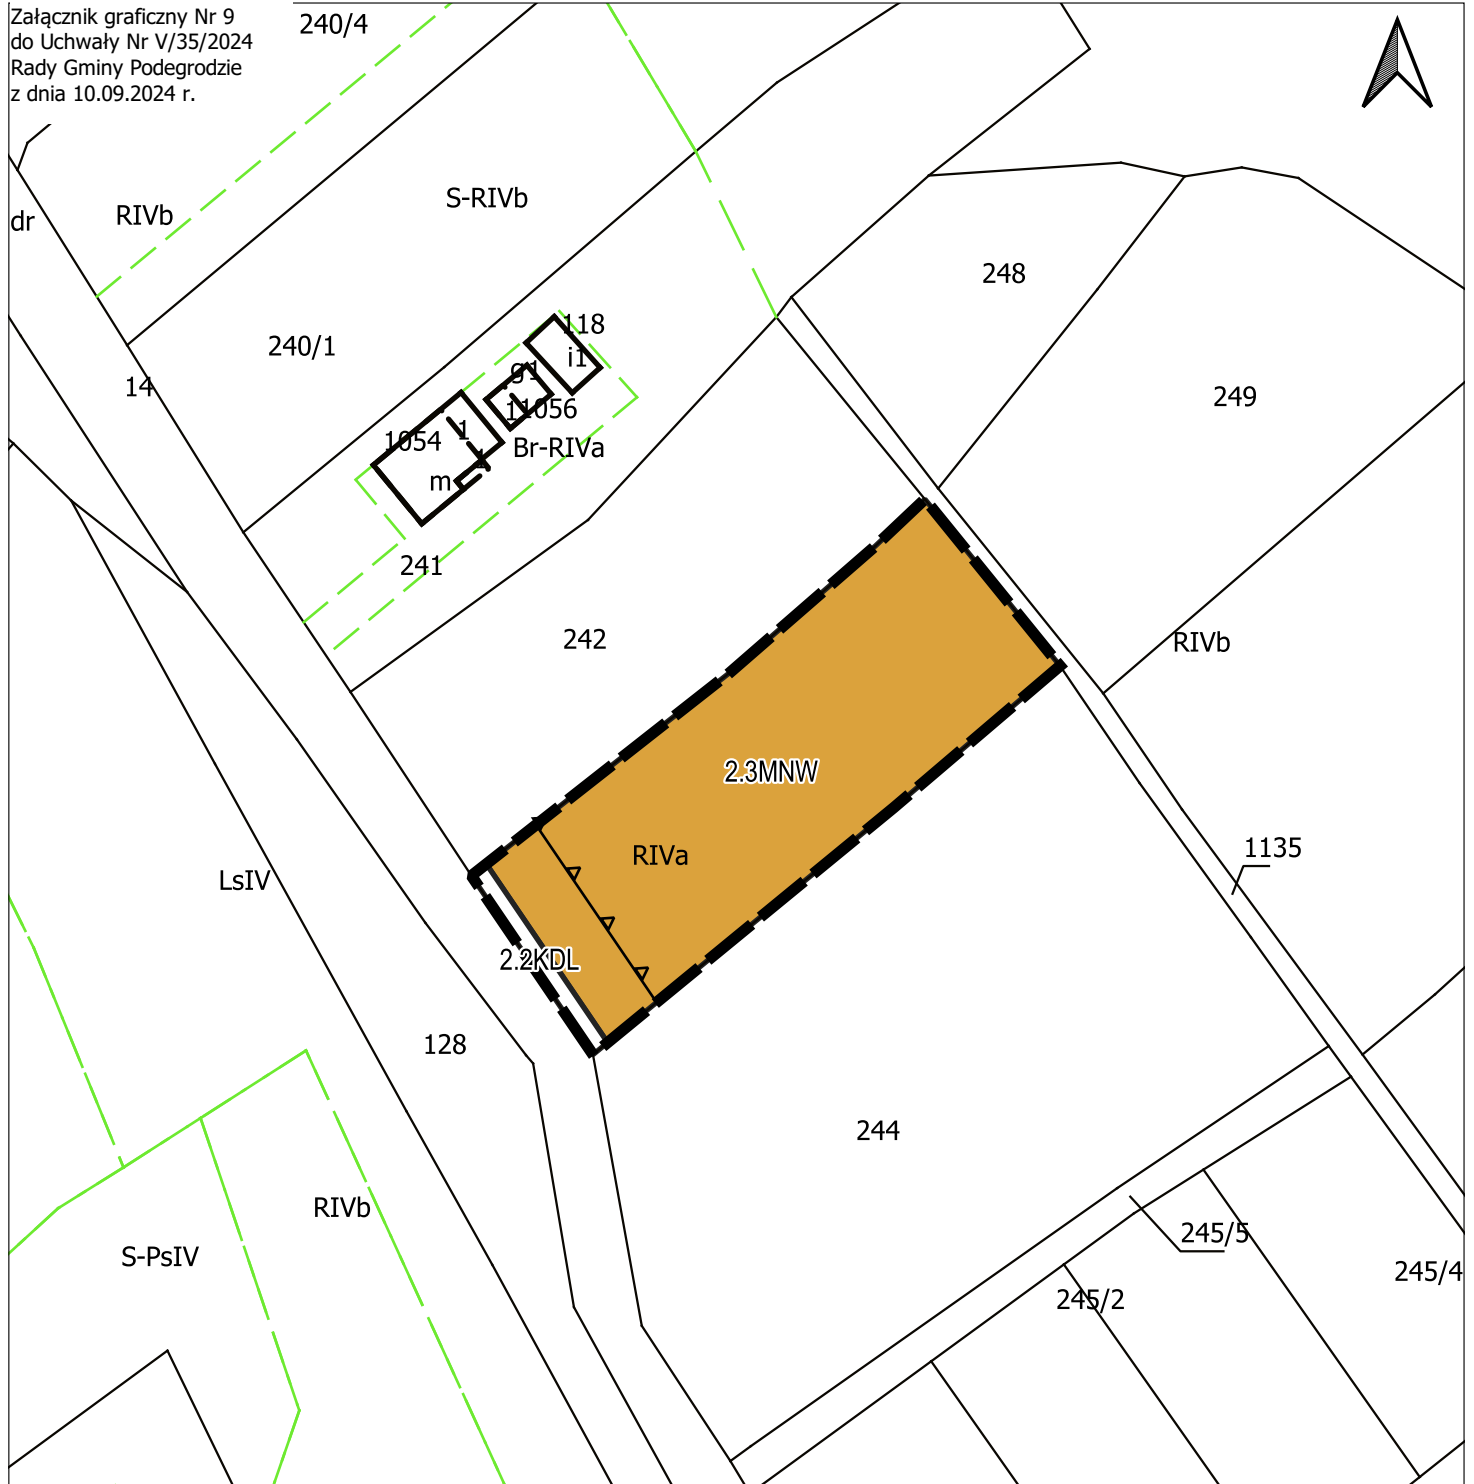 Załącznik graficzny Nr 9
do Uchwały Nr V/35/2024
Rady Gminy Podegrodzie
z dnia 10.09.2024 r.
240/4
S-RIVb
RIVb
dr
248
118
240/1
i1
g1
14
249
11056
1
1054
Br-RIVa
m
241
242
RIVb
2.3MNW
1135
RIVa
LsIV
2.2KDL
128
244
RIVb
245/5
S-PsIV
245/4
245/2